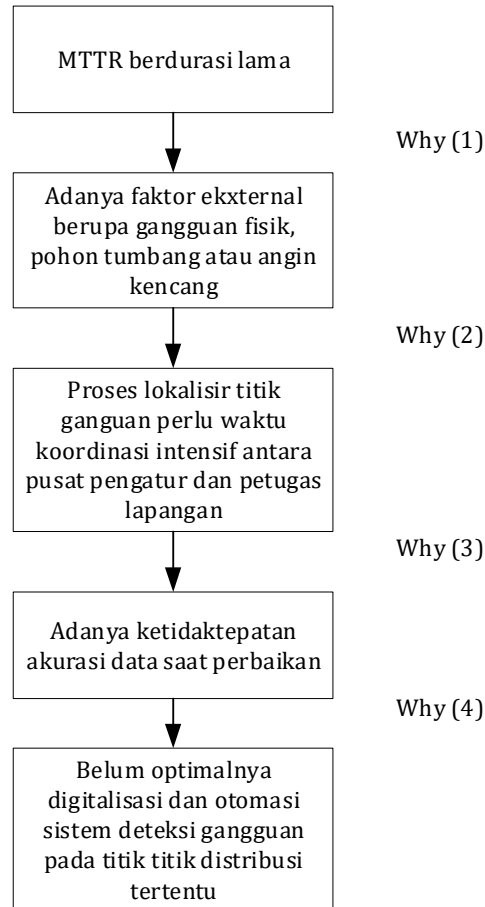 MTTR berdurasi lama
Why (1)
Adanya faktor ekxternal
berupa gangguan fisik,
pohon tumbang atau angin
kencang
Why (2)
Proses lokalisir titik
ganguan perlu waktu
koordinasi intensif antara
pusat pengatur dan petugas
lapangan
Why (3)
Adanya ketidaktepatan
akurasi data saat perbaikan
Why (4)
Belum optimalnya
digitalisasi dan otomasi
sistem deteksi gangguan
pada titik titik distribusi
tertentu